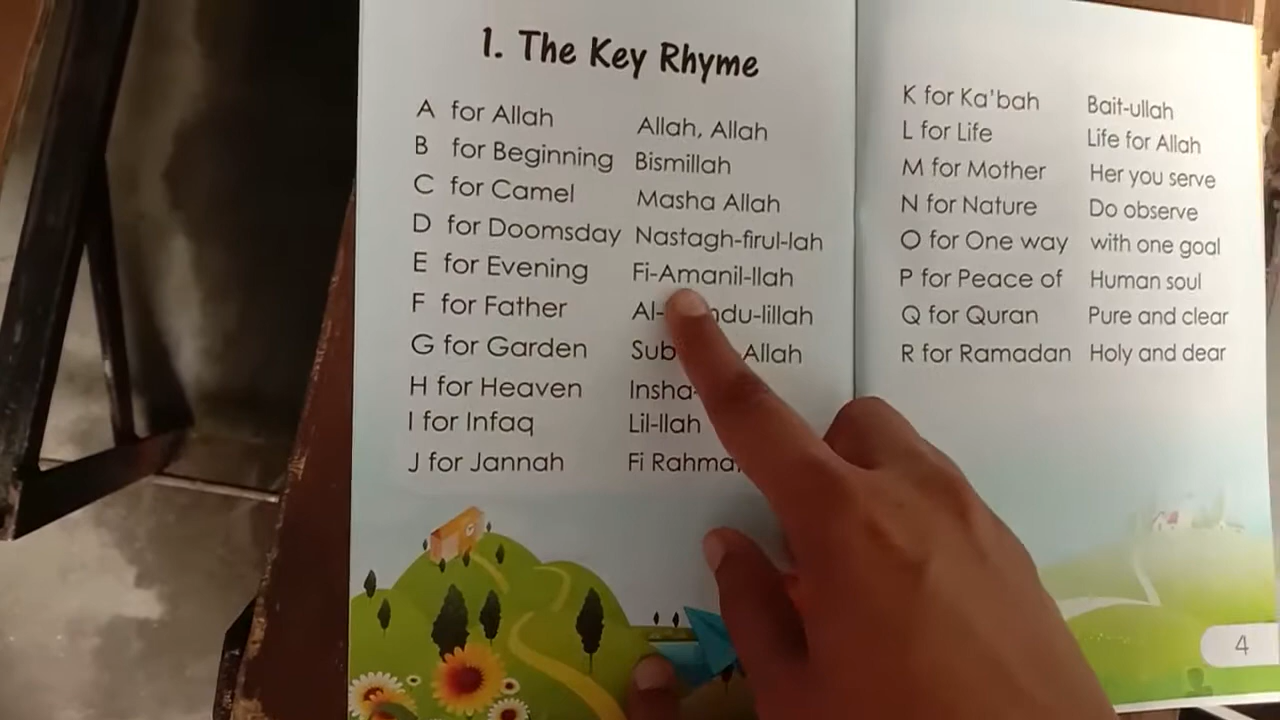 1. The Key Rhyme
A for Allah Allah, Allah
B for Beginning Bismillah
C for Camel Masha Allah
D for Doomsday Nastagh-firul-lah
E for Evening Fi-Amanil-llah
F for Father
G for Garden Allah
H for Heaven Insha-
I for Infaq Lil-llah
J for Jannah Fi
K for Ka'bah Bait-ullah
L for Life Life for Allah
M for Mother Her you serve
N for Nature Do observe
O for One way with one goal
P for Peace of Human soul
Q for Quran Pure and clear
R for Ramadan Holy and dear
4